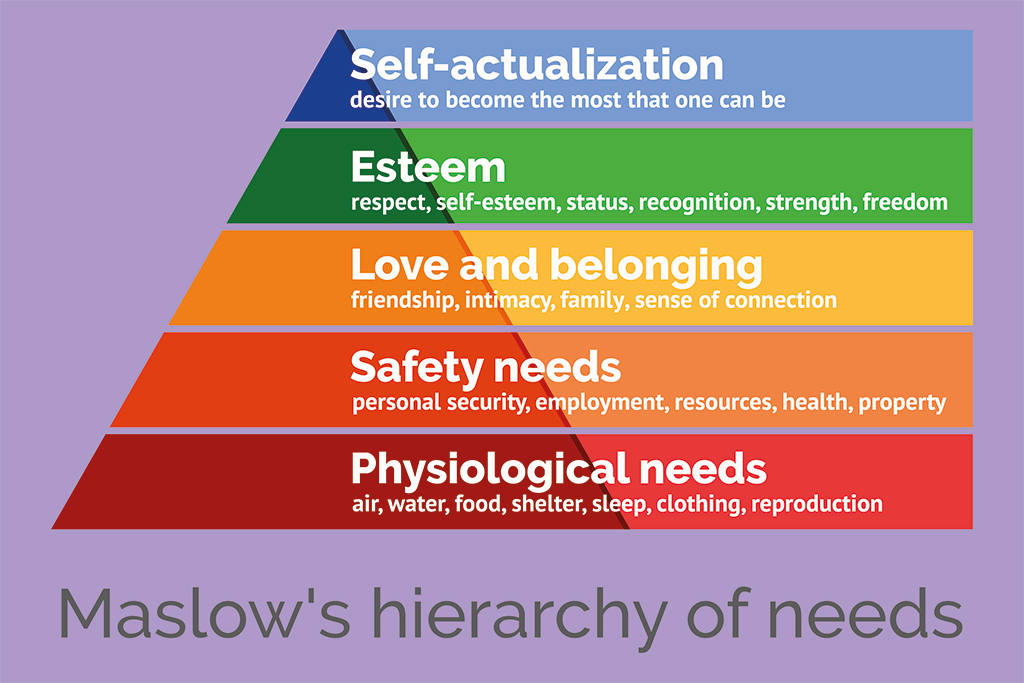 Self-actualization
desire to become the most that one can be
Esteem
respect, self-esteem, status, recognition, strength, freedom
Love and belonging
friendship, intimacy, family, sense of connection
Safety needs
personal security, employment, resources, health, property
Physiological needs
air, water, food, shelter, sleep, clothing, reproduction
Maslow's hierarchy of needs